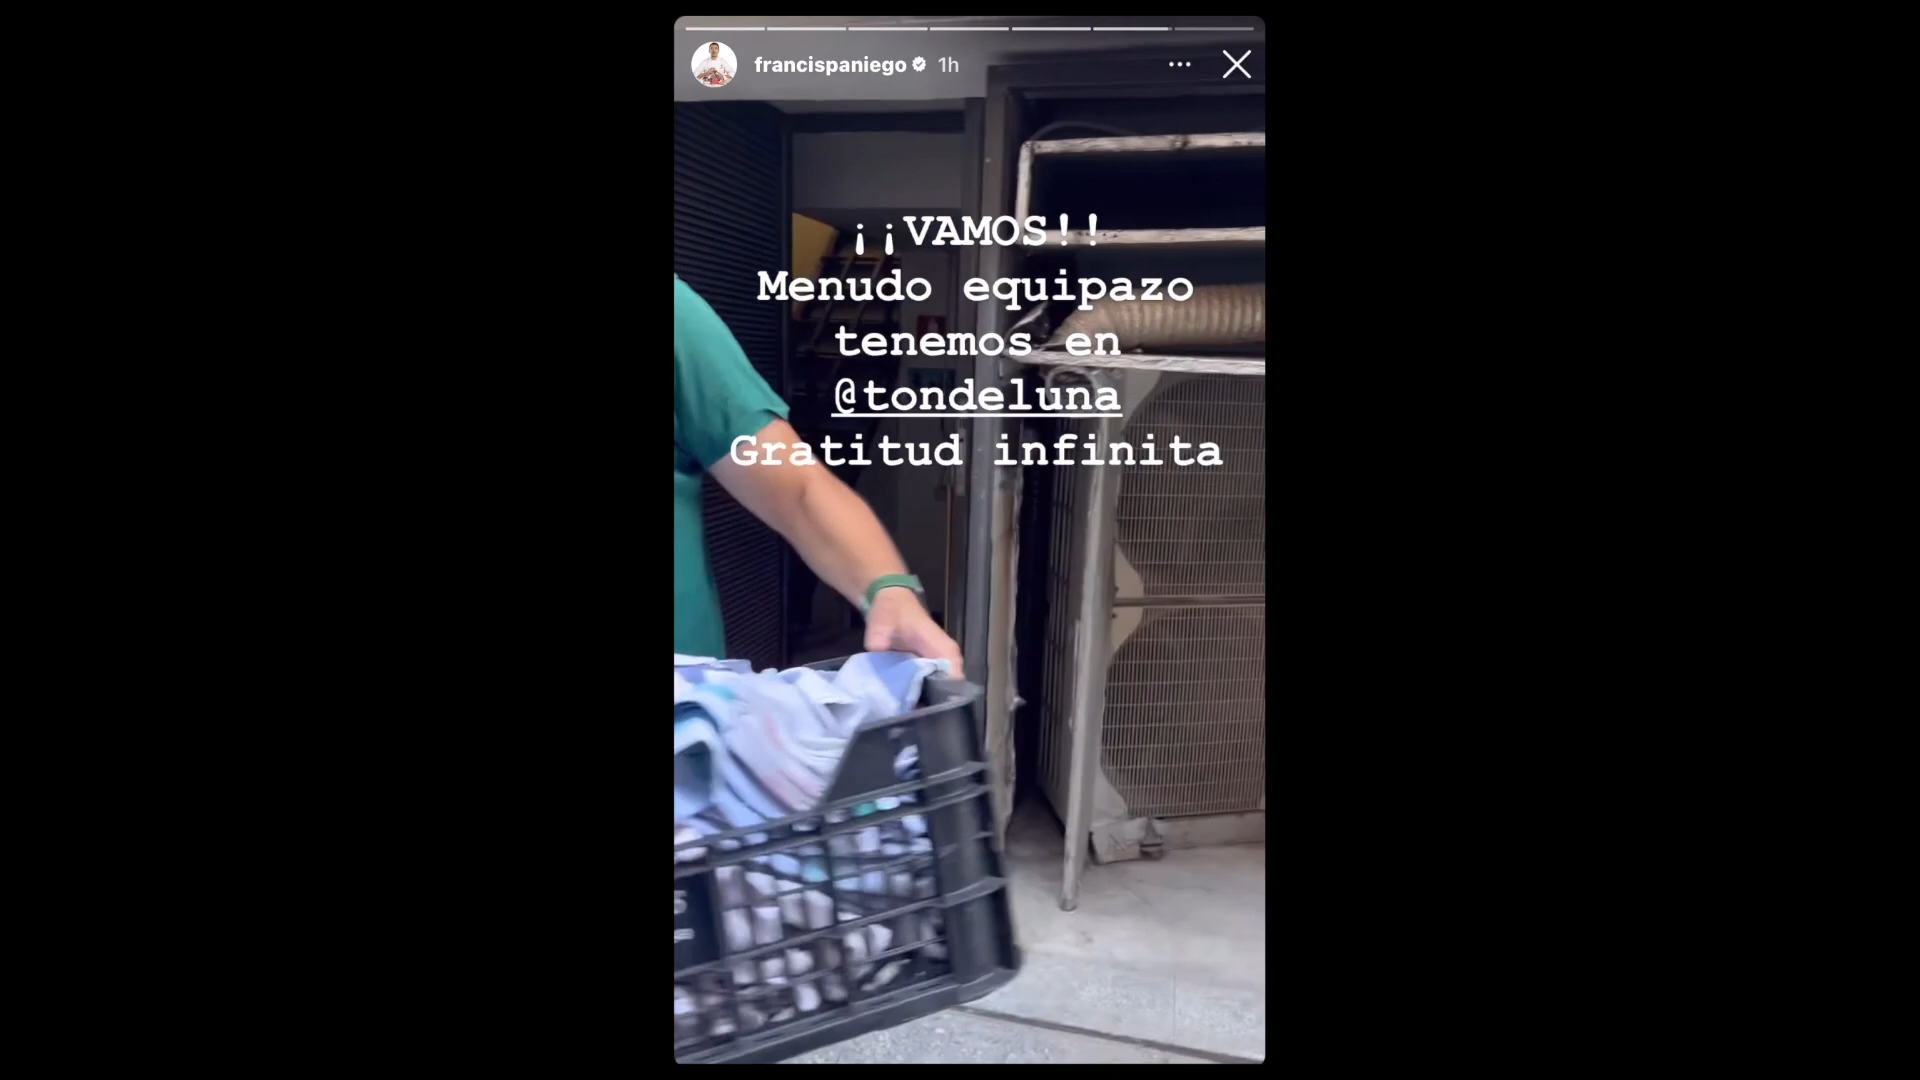 francispaniego 1h
¡¡VAMOS!!
Menudo equipazo
tenemos en
@tondeluna
Gratitud infinita